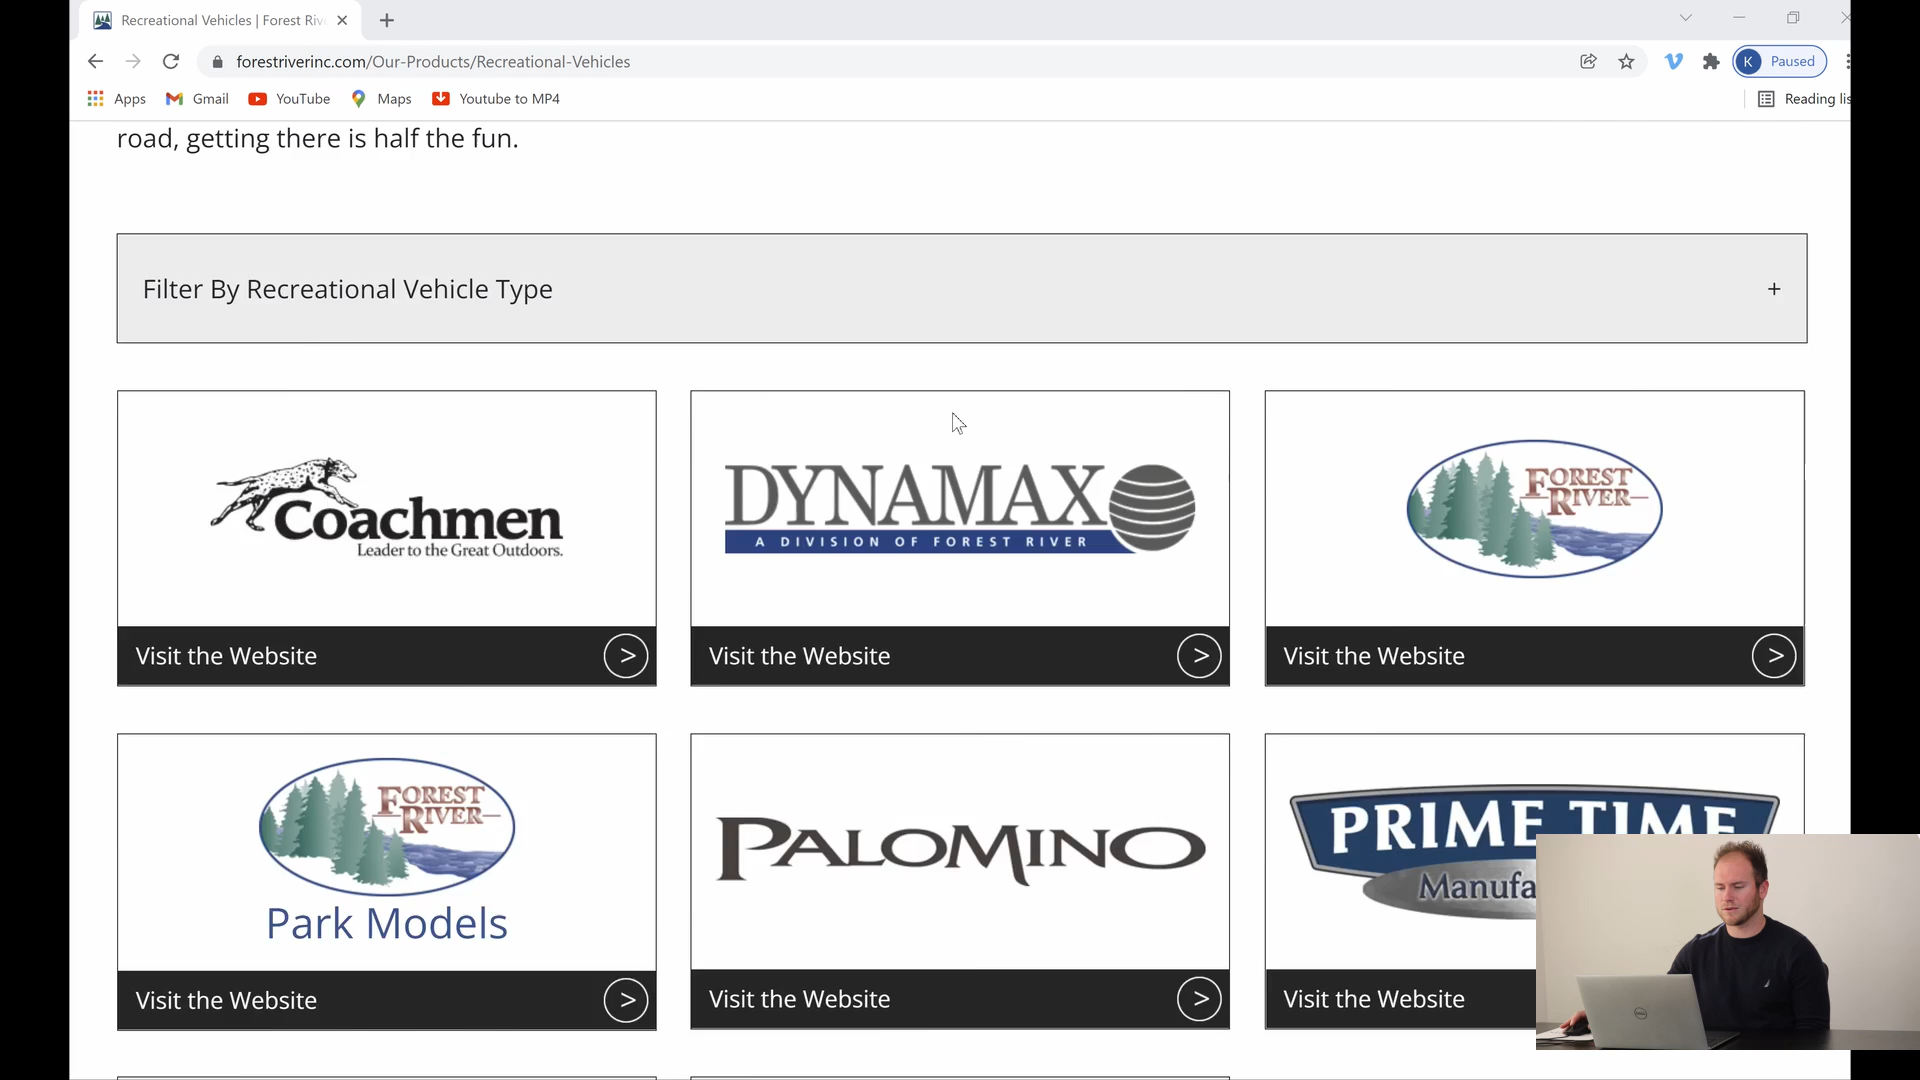 Recreational Vehicles | Forest Riv
forestriverinc.com/Our-Products/Recreational-Vehicles
K Paused
Apps Gmail YouTube Maps Youtube to MP4
Reading lis
road, getting there is half the fun.
Filter By Recreational Vehicle Type +
Coachmen
Leader to the Great Outdoors.
DYNAMAX
A DIVISION OF FOREST RIVER
FOREST
RIVER
Visit the Website >
Visit the Website >
Visit the Website >
FOREST
RIVER
Park Models
PALOMINO
PRIME TIME
Manufa
Visit the Website >
Visit the Website >
Visit the Website
DELL